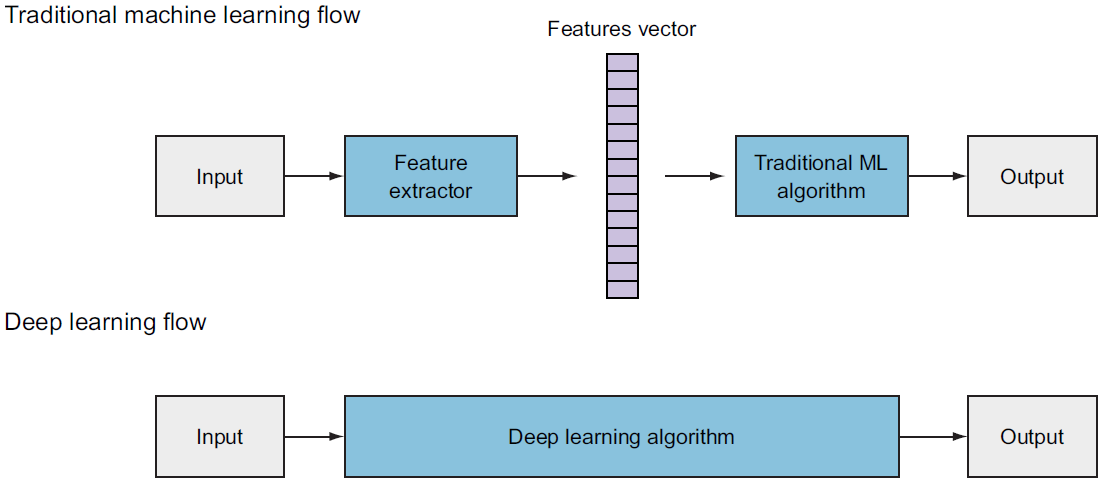 Traditional machine learning flow
Features vector
Input
Feature
extractor
Traditional ML
algorithm
Output
Deep learning flow
Input
Deep learning algorithm
Output